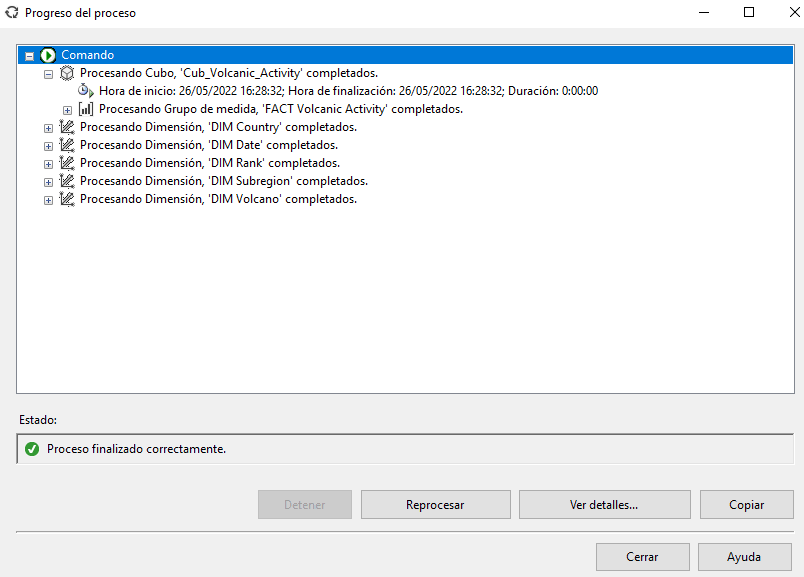 Progreso del proceso
Comando
Procesando Cubo, 'Cub_Volcanic_Activity' completados.
Hora de inicio: 26/05/2022 16:28:32; Hora de finalización: 26/05/2022 16:28:32; Duración: 0:00:00
Procesando Grupo de medida, 'FACT Volcanic Activity' completados.
Procesando Dimensión, 'DIM Country' completados.
Procesando Dimensión, 'DIM Date' completados.
Procesando Dimensión, 'DIM Rank' completados.
Procesando Dimensión, 'DIM Subregion' completados.
Procesando Dimensión, 'DIM Volcano' completados.
Estado:
Proceso finalizado correctamente.
Detener Reprocesar Ver detalles... Copiar
Cerrar Ayuda